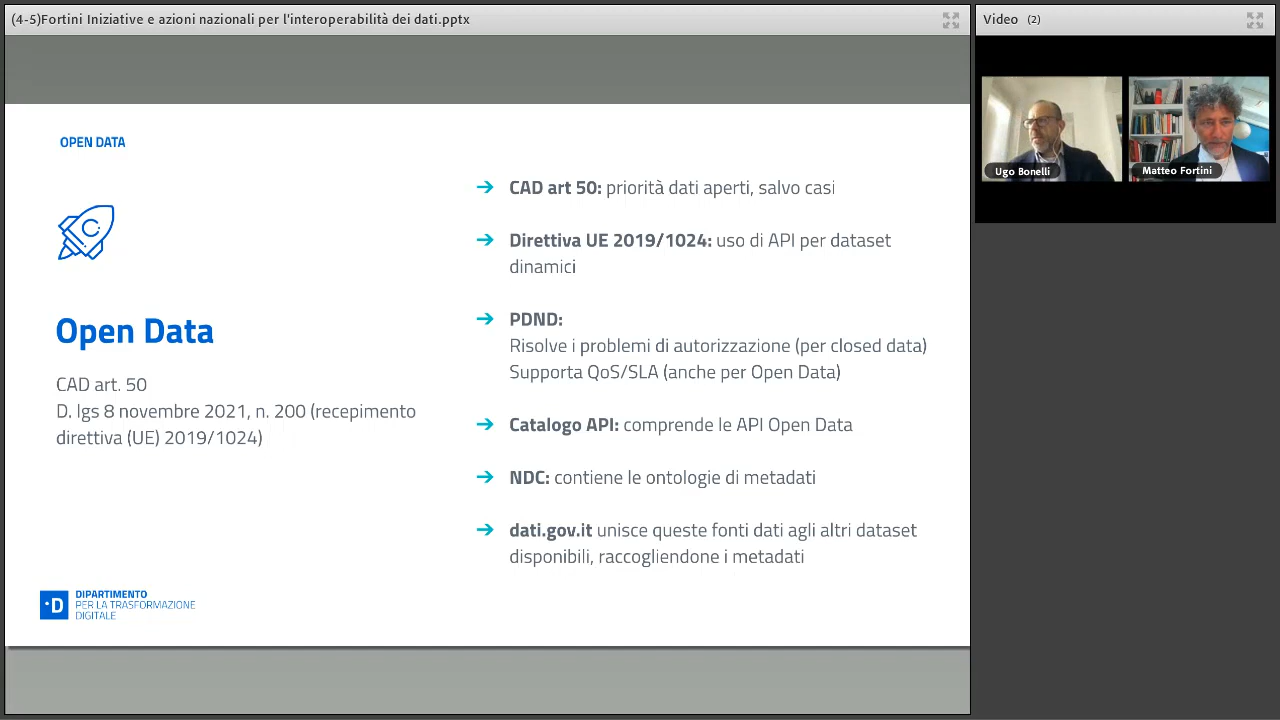 (4-5)Fortini Iniziative e azioni nazionali per l'interoperabilità dei dati.pptx
Video (2)
Ugo Bonelli
Matteo Fortini
OPEN DATA
Open Data
CAD art. 50
D. lgs 8 novembre 2021, n. 200 (recepimento
direttiva (UE) 2019/1024)
CAD art 50: priorità dati aperti, salvo casi
Direttiva UE 2019/1024: uso di API per dataset
dinamici
PDND:
Risolve i problemi di autorizzazione (per closed data)
Supporta QoS/SLA (anche per Open Data)
Catalogo API: comprende le API Open Data
NDC: contiene le ontologie di metadati
dati.gov.it unisce queste fonti dati agli altri dataset
disponibili, raccogliendone i metadati
D
DIPARTIMENTO
PER LA TRASFORMAZIONE
DIGITALE